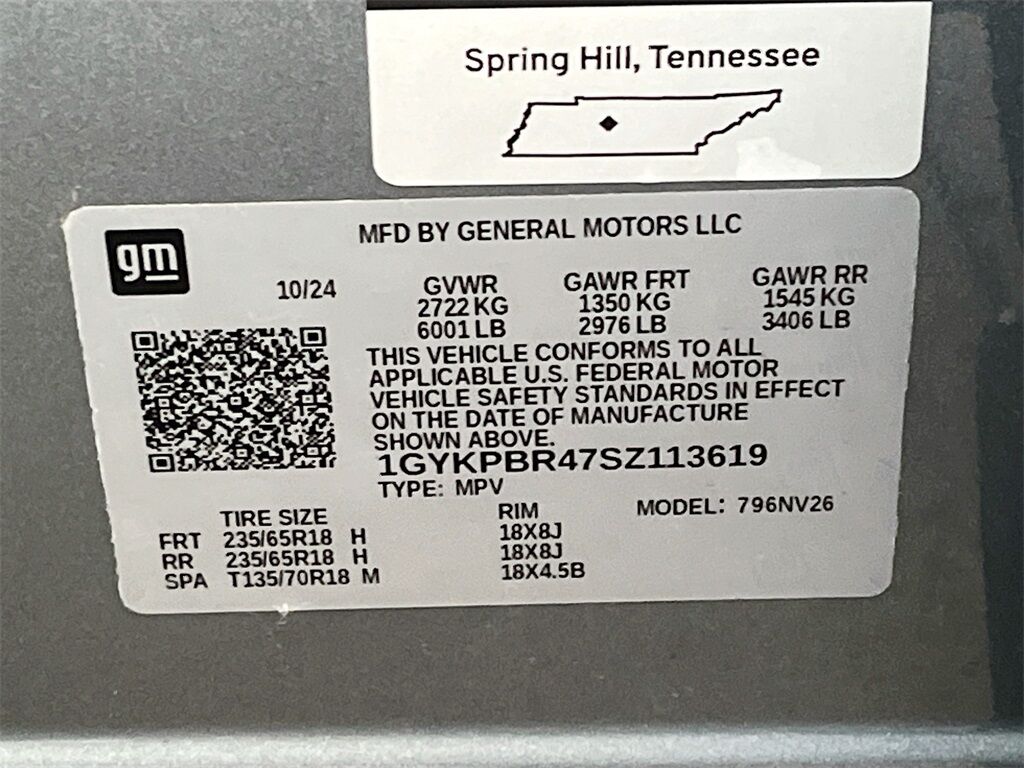 Spring Hill, Tennessee
gm
MFD BY GENERAL MOTORS LLC
10/24 GVWR GAWR FRT GAWR RR
2722 KG 1350 KG 1545 KG
6001 LB 2976 LB 3406 LB
THIS VEHICLE CONFORMS TO ALL
APPLICABLE U.S. FEDERAL MOTOR
VEHICLE SAFETY STANDARDS IN EFFECT
ON THE DATE OF MANUFACTURE
SHOWN ABOVE.
1GYKPBR47SZ113619
TYPE: MPV
TIRE SIZE RIM MODEL: 796NV26
FRT 235/65R18 H 18X8J
RR 235/65R18 H 18X8J
SPA T135/70R18 M 18X4.5B